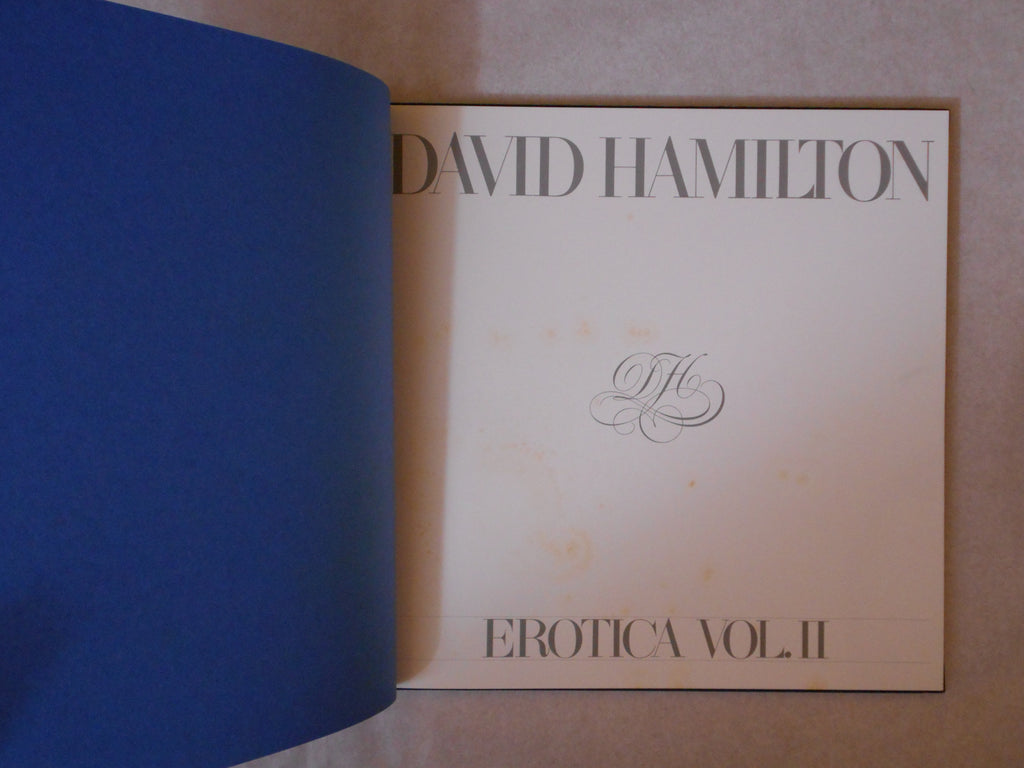 DAVID HAMILTON
DH
EROTICA VOL. II